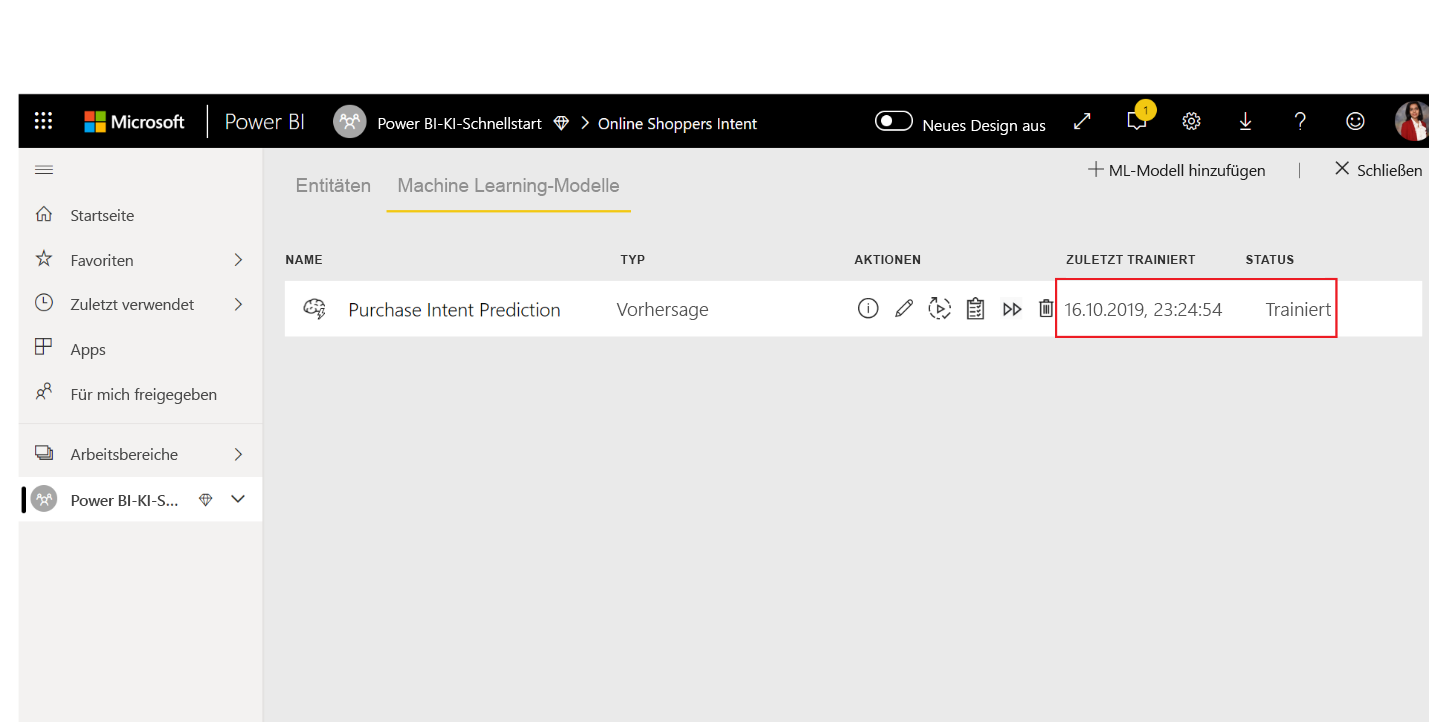 Microsoft Power BI Power BI-KI-Schnellstart Online Shoppers Intent Neues Design aus 1
ML-Modell hinzufügen Schließen
Entitäten Machine Learning-Modelle
Startseite
Favoriten
Zuletzt verwendet
Apps
Für mich freigegeben
Arbeitsbereiche
Power BI-KI-S...
NAME TYP AKTIONEN ZULETZT TRAINIERT STATUS
Purchase Intent Prediction Vorhersage 16.10.2019, 23:24:54 Trainiert